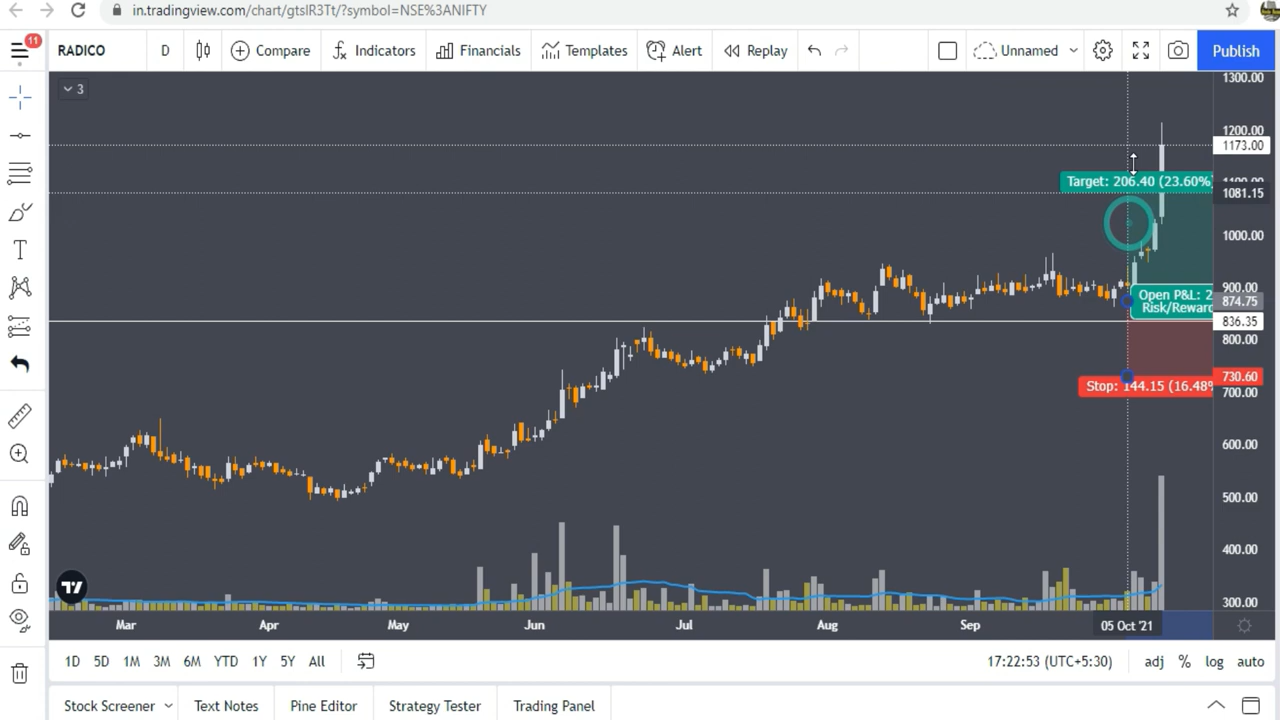 in.tradingview.com/chart/gtslR3Tt/?symbol=NSE%3ANIFTY
11
RADICO
D
Compare
Indicators
Financials
Templates
Alert
Replay
Unnamed
Publish
3
1300.00
1200.00
1173.00
Target: 206.40 (23.60%)
1081.15
1000.00
900.00
Open P&L: 2
874.75
Risk/Reward
836.35
800.00
730.60
Stop: 144.15 (16.48%
700.00
600.00
500.00
400.00
300.00
Mar
Apr
May
Jun
Jul
Aug
Sep
05 Oct '21
1D
5D
1M
3M
6M
YTD
1Y
5Y
All
17:22:53 (UTC+5:30)
adj
%
log
auto
Stock Screener
Text Notes
Pine Editor
Strategy Tester
Trading Panel